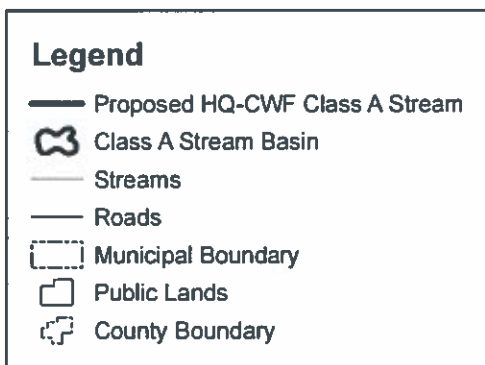 Legend
Proposed HQ-CWF Class A Stream
Class A Stream Basin
Streams
Roads
Municipal Boundary
Public Lands
County Boundary